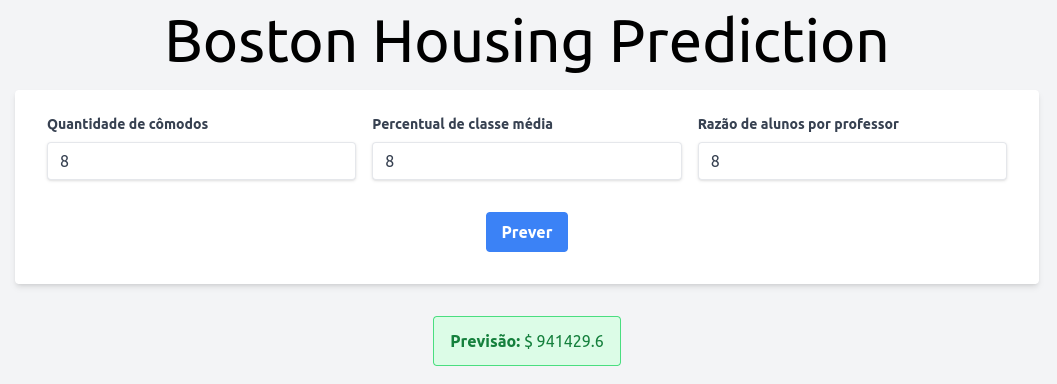 Boston Housing Prediction
Quantidade de cômodos Percentual de classe média Razão de alunos por professor
8 8 8
Prever
Previsão: $ 941429.6